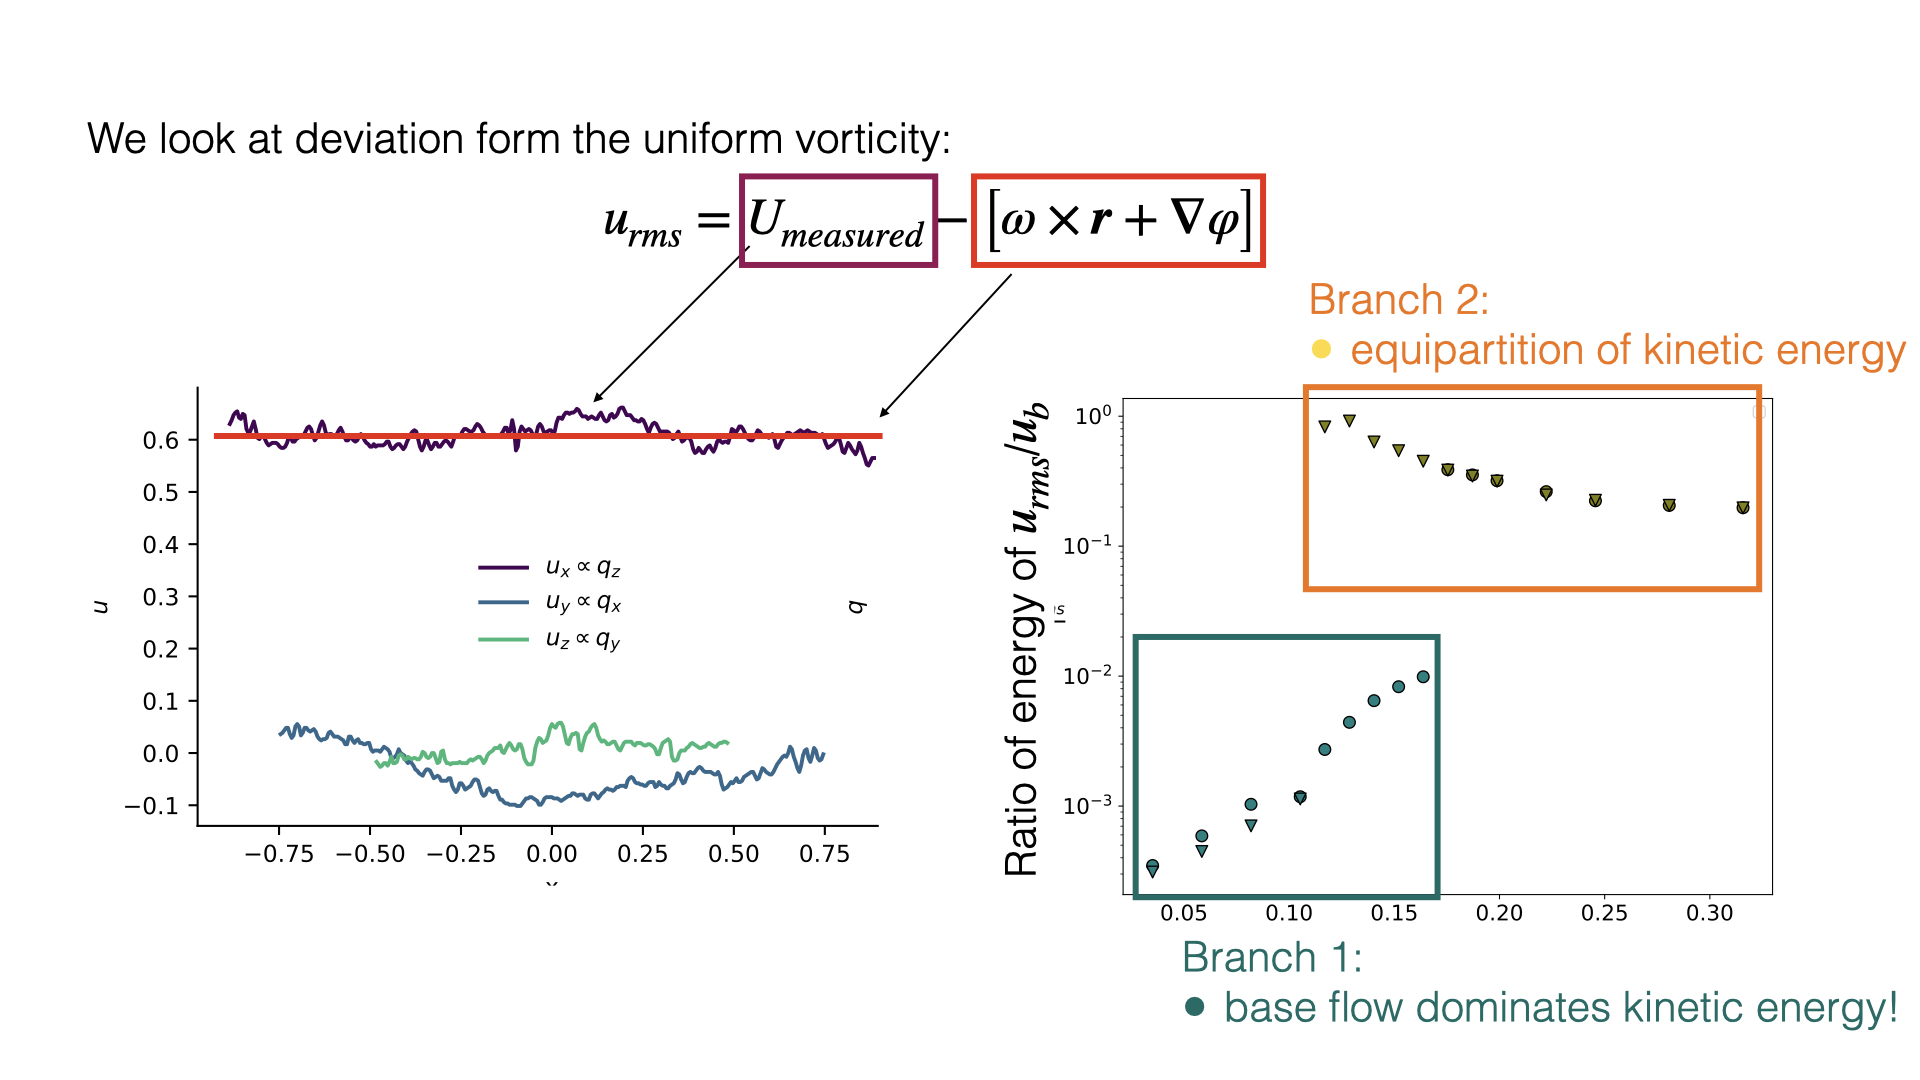 We look at deviation form the uniform vorticity:
u_rms = U_measured − [ω × r + ∇φ]
Branch 2:
• equipartition of kinetic energy
0.6
0.5
0.4
0.3
0.2
0.1
0.0
−0.1
u
q
u_x ∝ q_z
u_y ∝ q_x
u_z ∝ q_y
−0.75 −0.50 −0.25 0.00 0.25 0.50 0.75
Ratio of energy of u_rms/u_b
10^0
10^−1
10^−2
10^−3
0.05 0.10 0.15 0.20 0.25 0.30
Branch 1:
• base flow dominates kinetic energy!